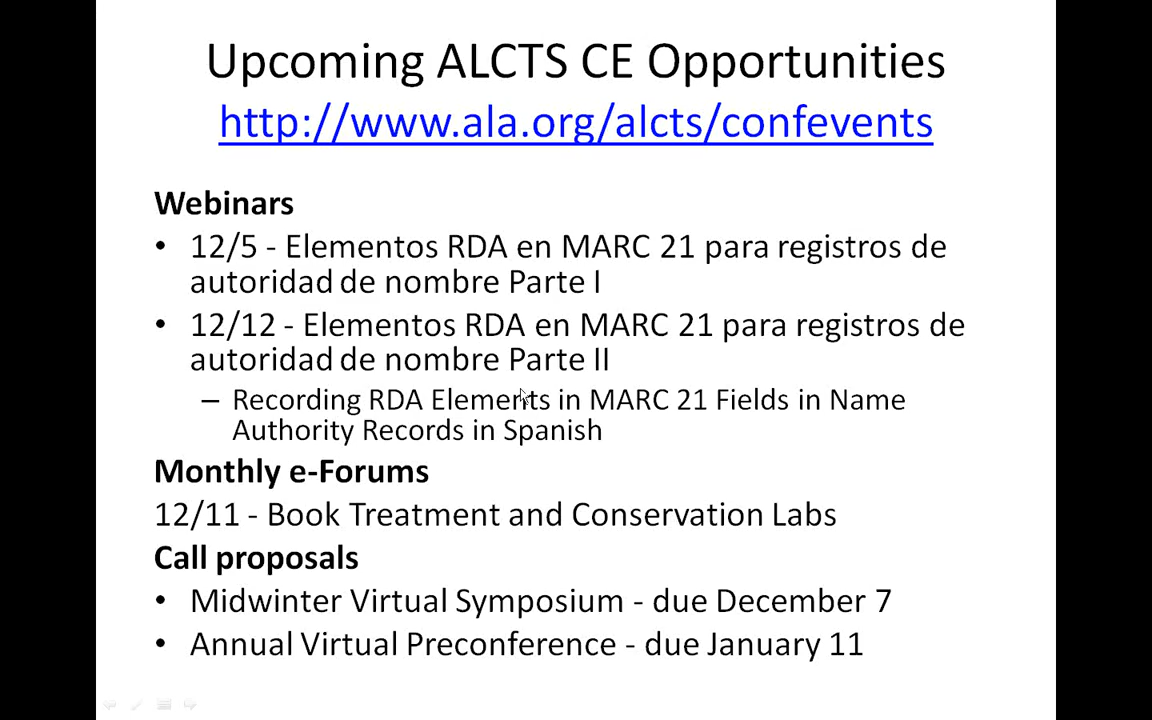 Upcoming ALCTS CE Opportunities
http://www.ala.org/alcts/confevents
Webinars
• 12/5 - Elementos RDA en MARC 21 para registros de
autoridad de nombre Parte I
• 12/12 - Elementos RDA en MARC 21 para registros de
autoridad de nombre Parte II
– Recording RDA Elements in MARC 21 Fields in Name
Authority Records in Spanish
Monthly e-Forums
12/11 - Book Treatment and Conservation Labs
Call proposals
• Midwinter Virtual Symposium - due December 7
• Annual Virtual Preconference - due January 11